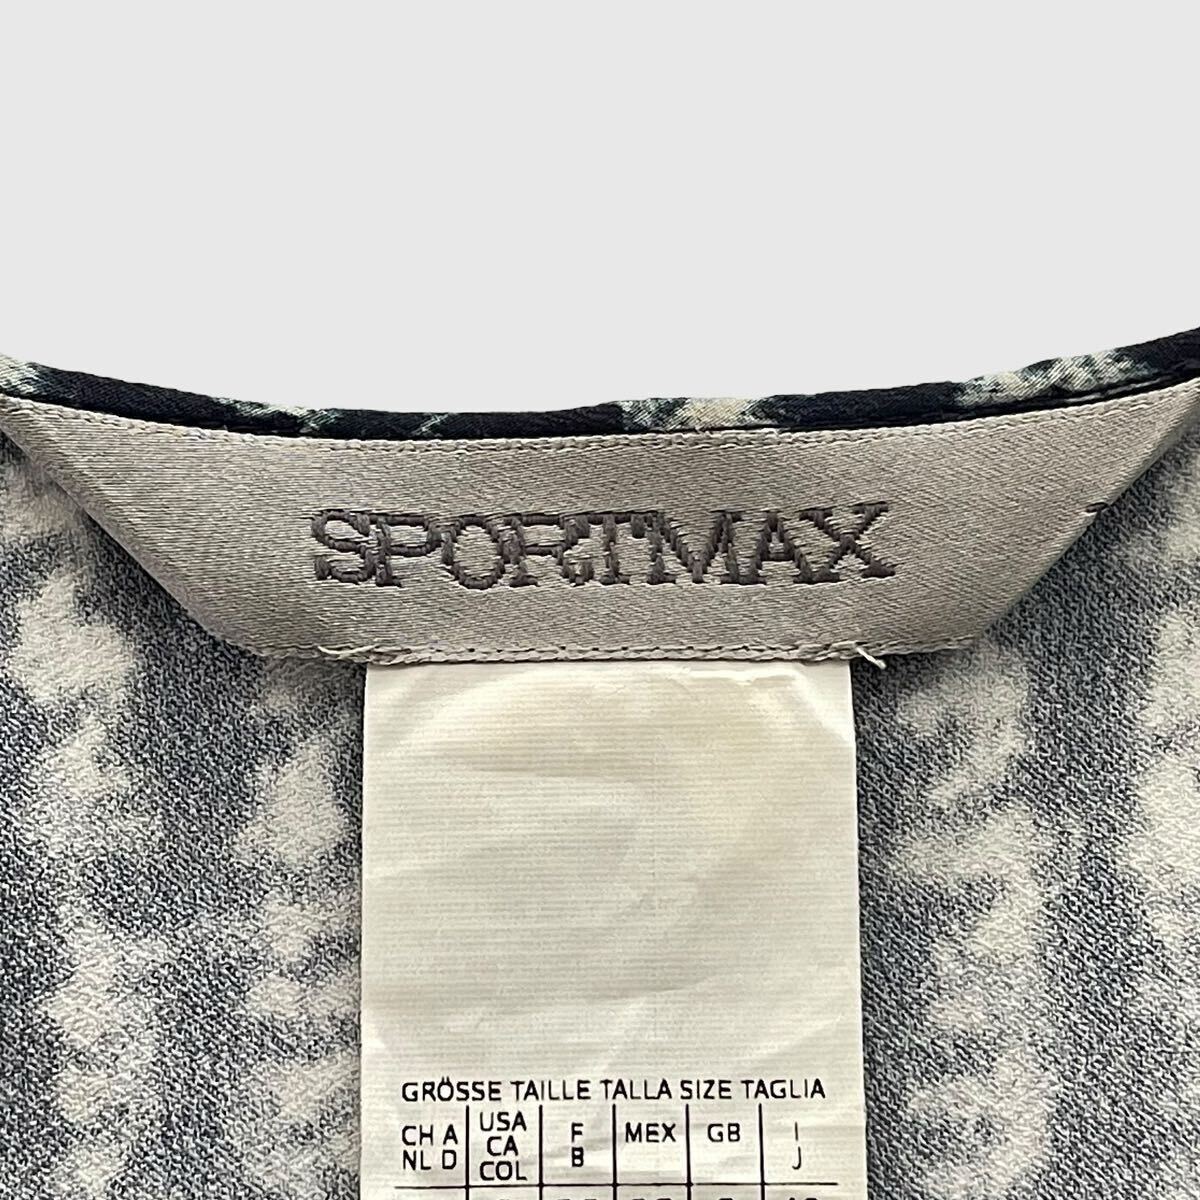 SPORTMAX
GRÖSSE TAILLE TALLA SIZE TAGLIA
CH A NL D USA CA COL F B MEX GB I J